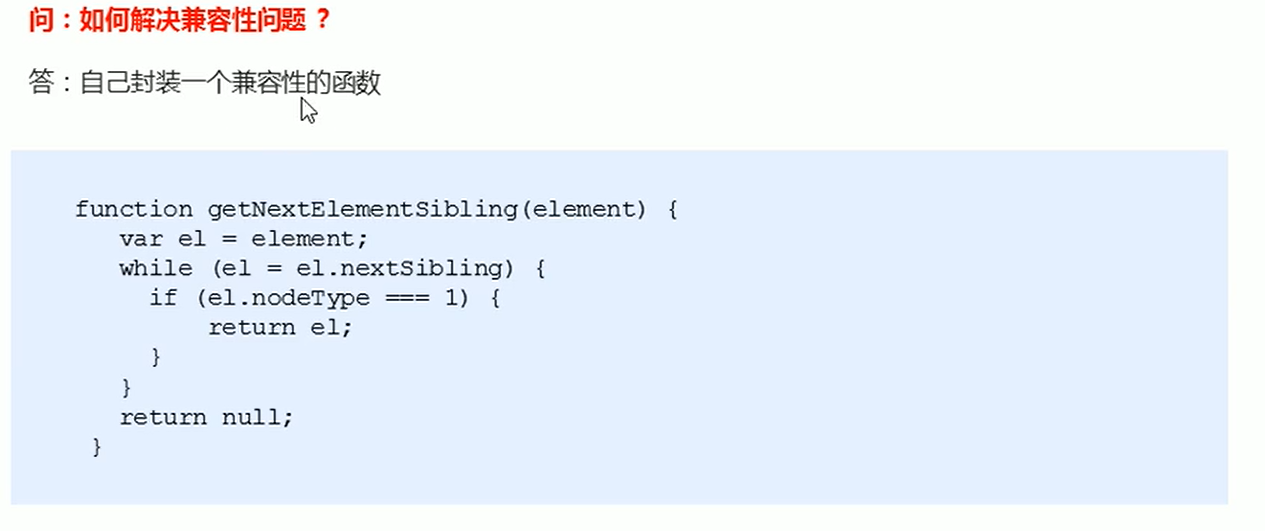 问：如何解决兼容性问题 ？
答：自己封装一个兼容性的函数
function getNextElementSibling(element) {
var el = element;
while (el = el.nextSibling) {
if (el.nodeType === 1) {
return el;
}
}
return null;
}